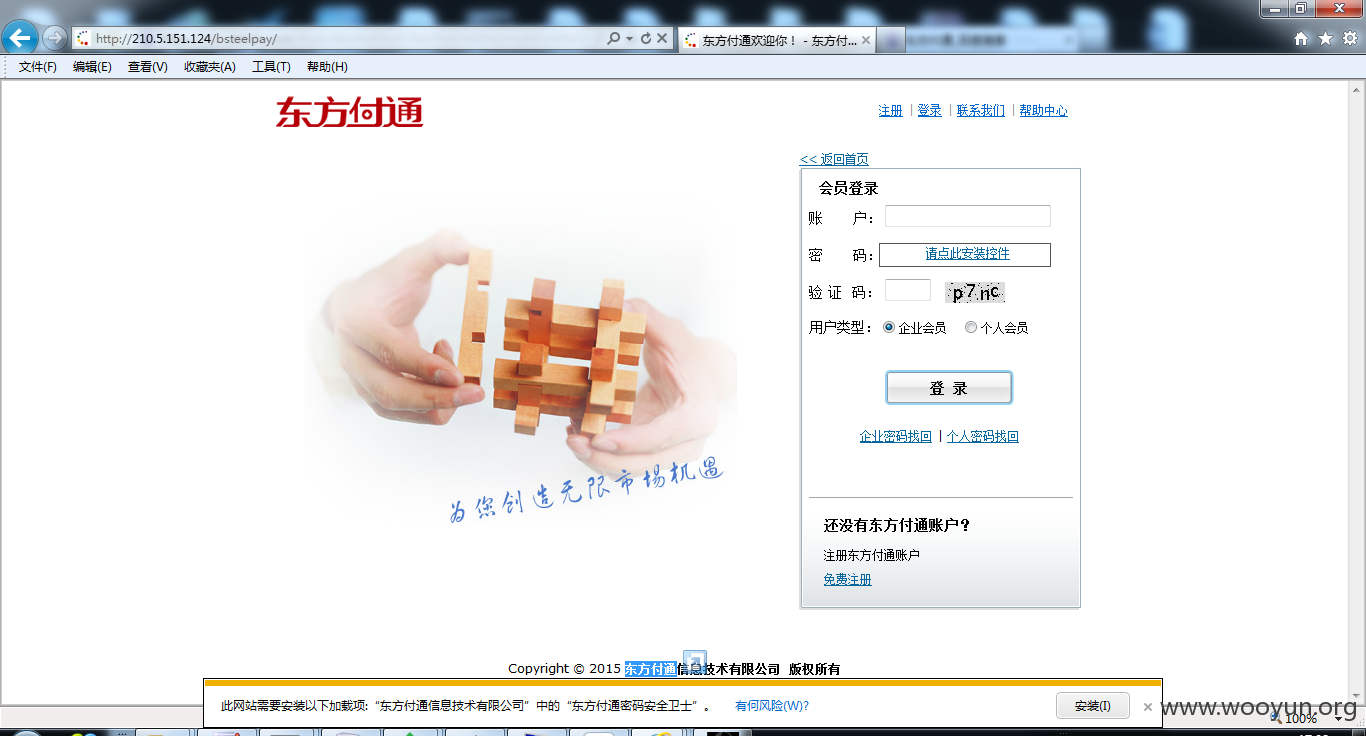 http://210.5.151.124/bsteelpay/
东方付通欢迎你！ - 东方付...
文件(F) 编辑(E) 查看(V) 收藏夹(A) 工具(T) 帮助(H)
东方付通
注册 | 登录 | 联系我们 | 帮助中心
<< 返回首页
会员登录
账 户：
密 码： 请点此安装控件
验 证 码： p7nc
用户类型： 企业会员 个人会员
登 录
企业密码找回 | 个人密码找回
为您创造无限市场机遇
还没有东方付通账户？
注册东方付通账户
免费注册
Copyright © 2015 东方付通信息技术有限公司 版权所有
此网站需要安装以下加载项: “东方付通信息技术有限公司”中的“东方付通密码安全卫士”。 有何风险(W)? 安装(I)
www.wooyun.org
100%